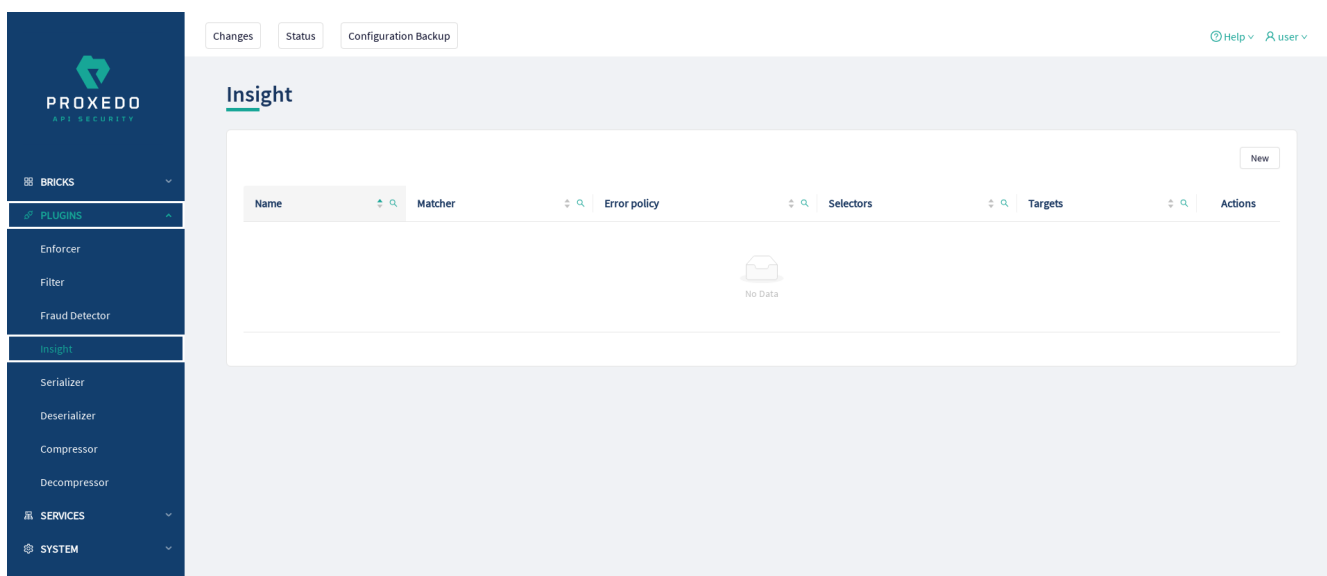 Changes Status Configuration Backup Help user
PROXEDO
API SECURITY
Insight
New
BRICKS
PLUGINS
Enforcer
Filter
Fraud Detector
Insight
Serializer
Deserializer
Compressor
Decompressor
SERVICES
SYSTEM
Name Matcher Error policy Selectors Targets Actions
No Data